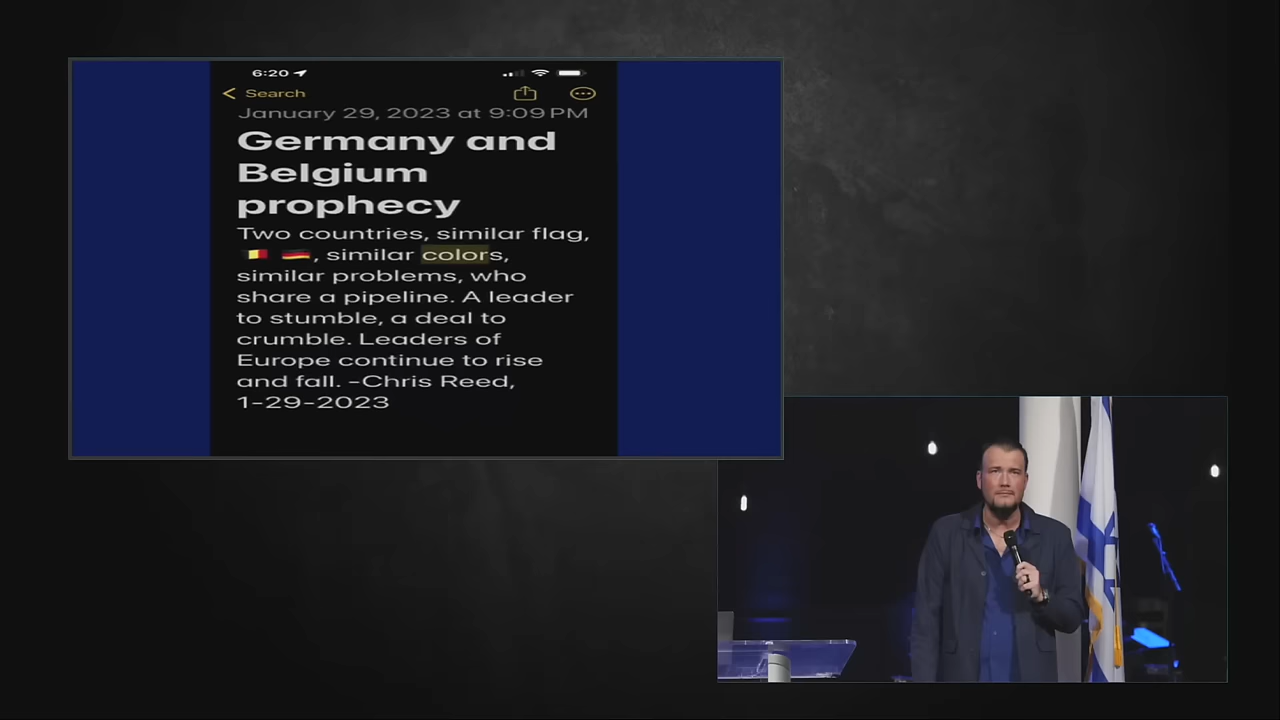 6:20
Search
January 29, 2023 at 9:09 PM
Germany and
Belgium
prophecy
Two countries, similar flag,
🇧🇪 🇩🇪, similar colors,
similar problems, who
share a pipeline. A leader
to stumble, a deal to
crumble. Leaders of
Europe continue to rise
and fall. -Chris Reed,
1-29-2023